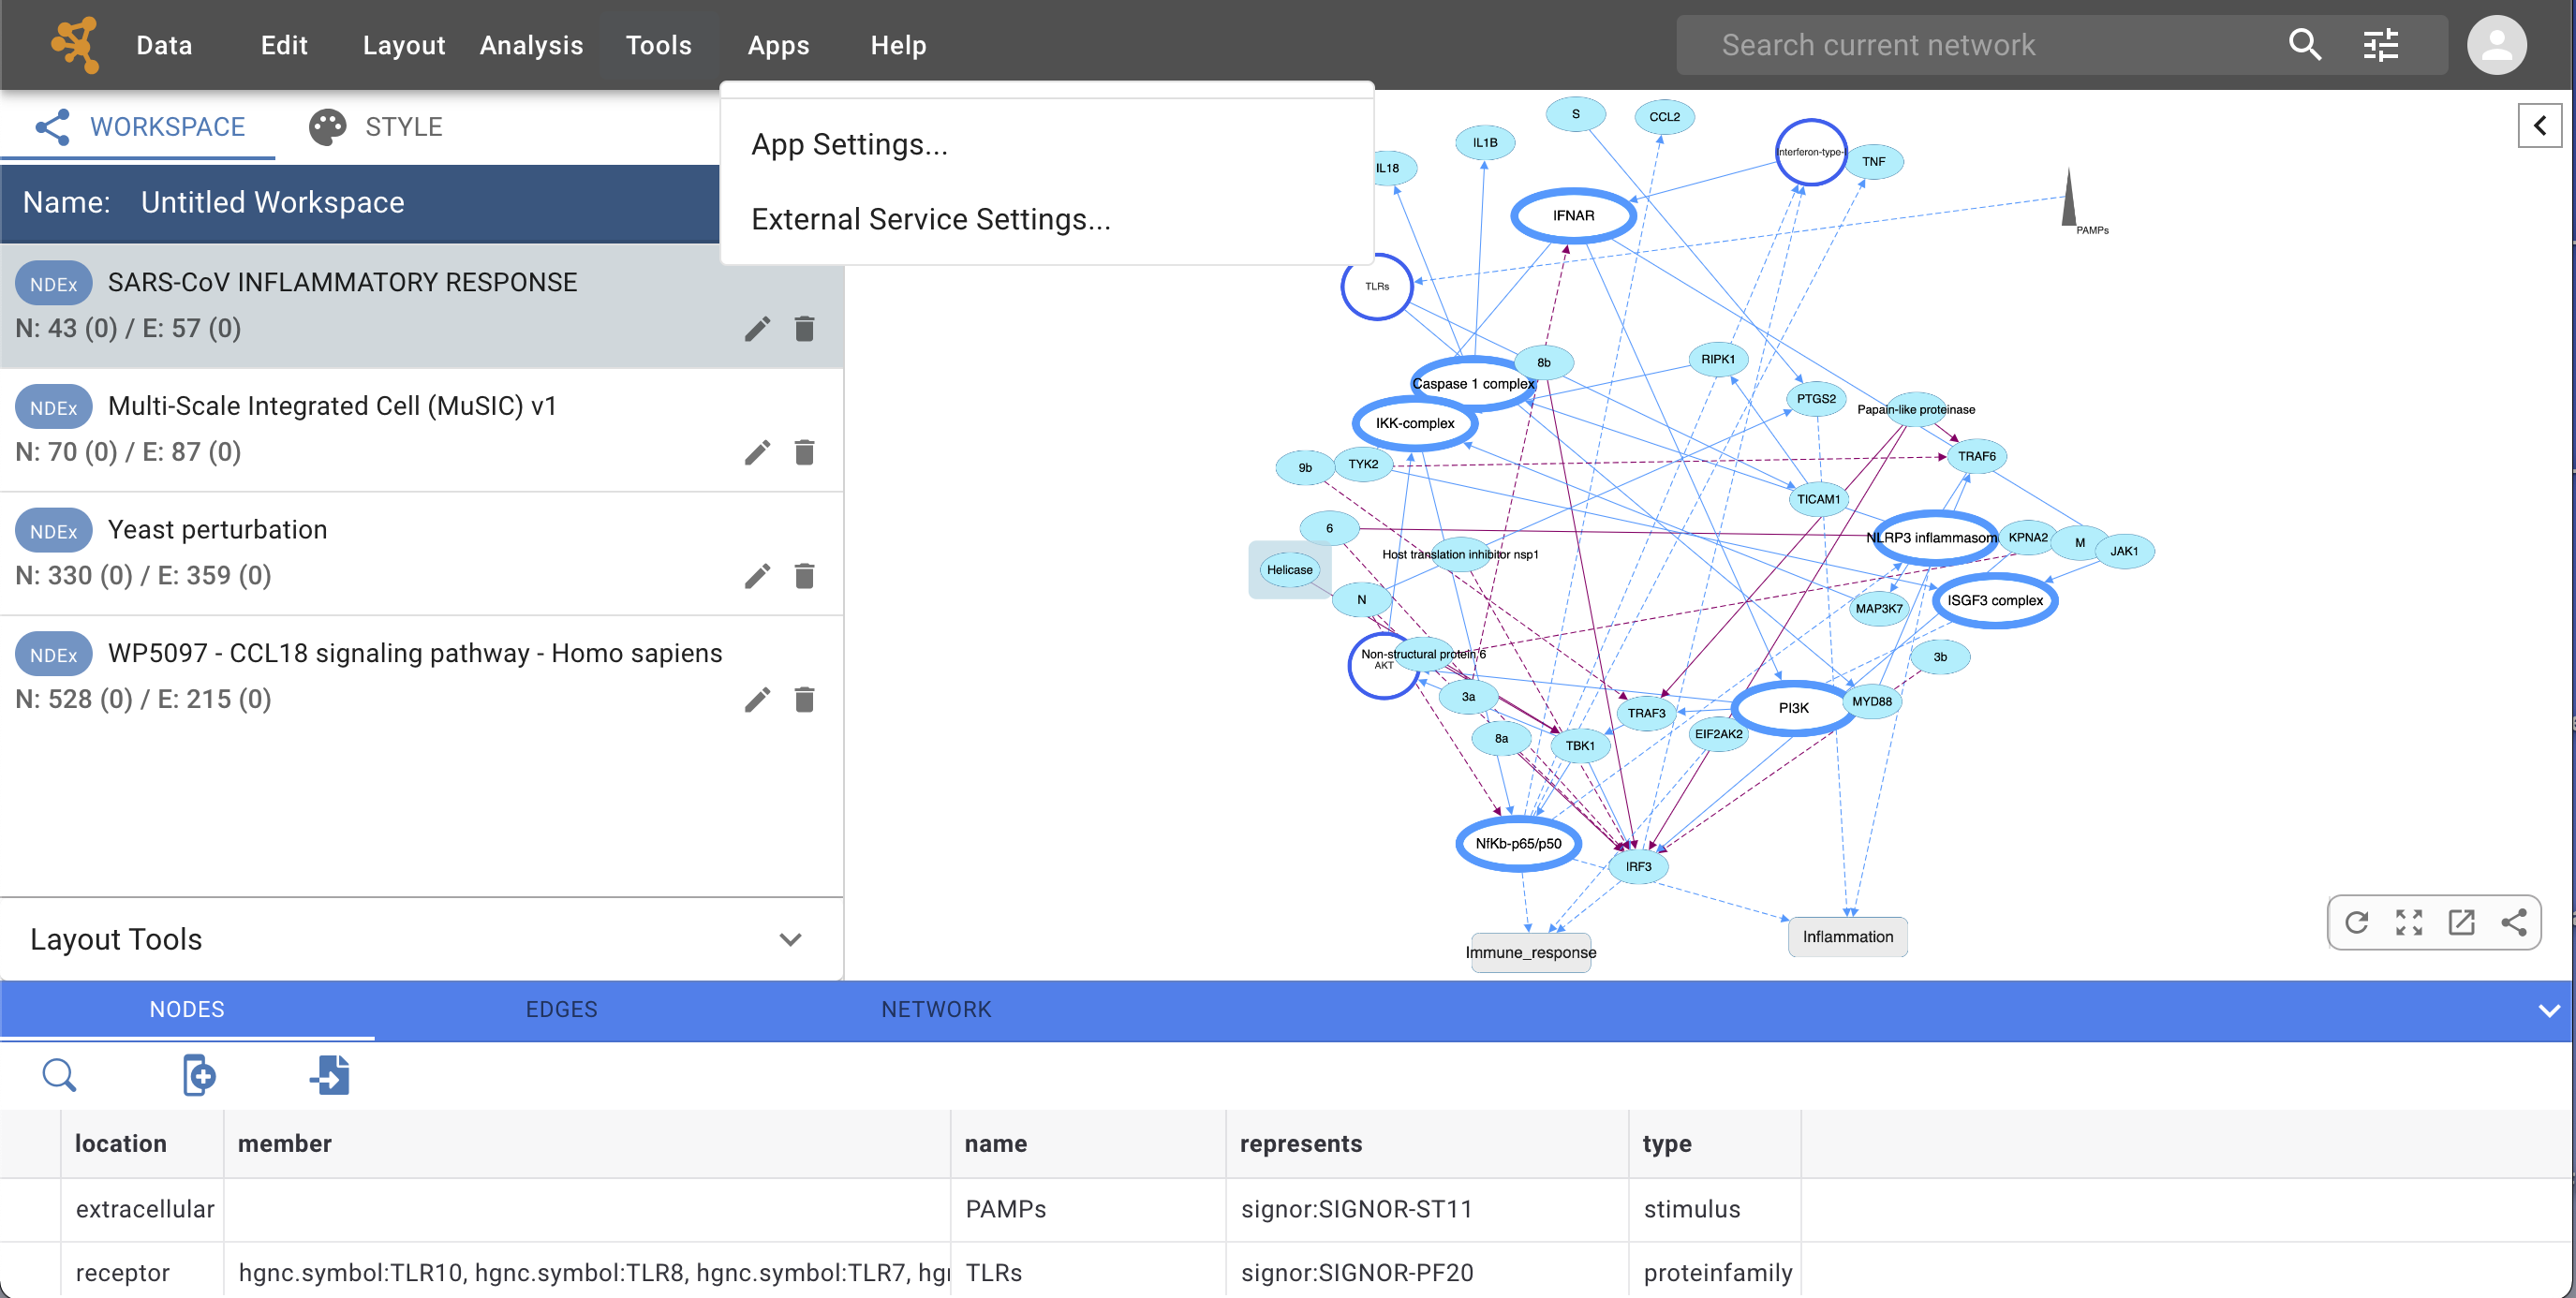 Data Edit Layout Analysis Tools Apps Help Search current network
WORKSPACE STYLE
App Settings...
External Service Settings...
Name: Untitled Workspace
NDEx SARS-CoV INFLAMMATORY RESPONSE
N: 43 (0) / E: 57 (0)
NDEx Multi-Scale Integrated Cell (MuSIC) v1
N: 70 (0) / E: 87 (0)
NDEx Yeast perturbation
N: 330 (0) / E: 359 (0)
NDEx WP5097 - CCL18 signaling pathway - Homo sapiens
N: 528 (0) / E: 215 (0)
Layout Tools
S
CCL2
IL1B
Interferon-type-
TNF
IL18
IFNAR
PAMPs
TLRs
8b
RIPK1
Caspase 1 complex
PTGS2
Papain-like proteinase
IKK-complex
TRAF6
9b
TYK2
TICAM1
6
NLRP3 inflammasom
KPNA2
M
JAK1
Host translation inhibitor nsp1
Helicase
N
ISGF3 complex
MAP3K7
Non-structural protein 6
AKT
3b
3a
MYD88
PI3K
TRAF3
EIF2AK2
8a
TBK1
NfKb-p65/p50
IRF3
Inflammation
Immune_response
NODES EDGES NETWORK
location member name represents type
extracellular PAMPs signor:SIGNOR-ST11 stimulus
receptor hgnc.symbol:TLR10, hgnc.symbol:TLR8, hgnc.symbol:TLR7, hgn TLRs signor:SIGNOR-PF20 proteinfamily